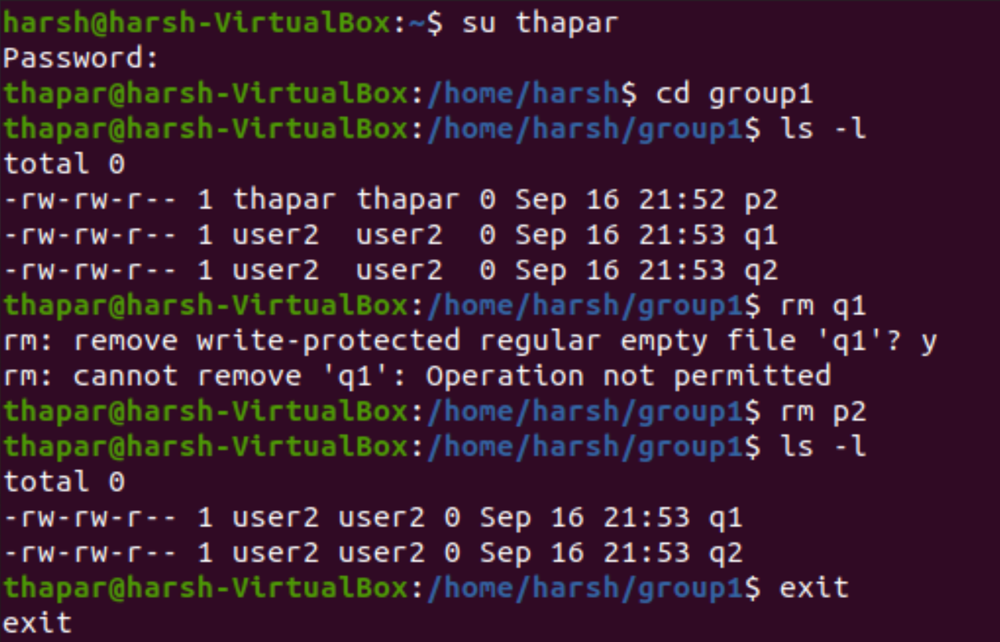 harsh@harsh-VirtualBox:~$ su thapar
Password:
thapar@harsh-VirtualBox:/home/harsh$ cd group1
thapar@harsh-VirtualBox:/home/harsh/group1$ ls -l
total 0
-rw-rw-r-- 1 thapar thapar 0 Sep 16 21:52 p2
-rw-rw-r-- 1 user2  user2  0 Sep 16 21:53 q1
-rw-rw-r-- 1 user2  user2  0 Sep 16 21:53 q2
thapar@harsh-VirtualBox:/home/harsh/group1$ rm q1
rm: remove write-protected regular empty file 'q1'? y
rm: cannot remove 'q1': Operation not permitted
thapar@harsh-VirtualBox:/home/harsh/group1$ rm p2
thapar@harsh-VirtualBox:/home/harsh/group1$ ls -l
total 0
-rw-rw-r-- 1 user2 user2 0 Sep 16 21:53 q1
-rw-rw-r-- 1 user2 user2 0 Sep 16 21:53 q2
thapar@harsh-VirtualBox:/home/harsh/group1$ exit
exit